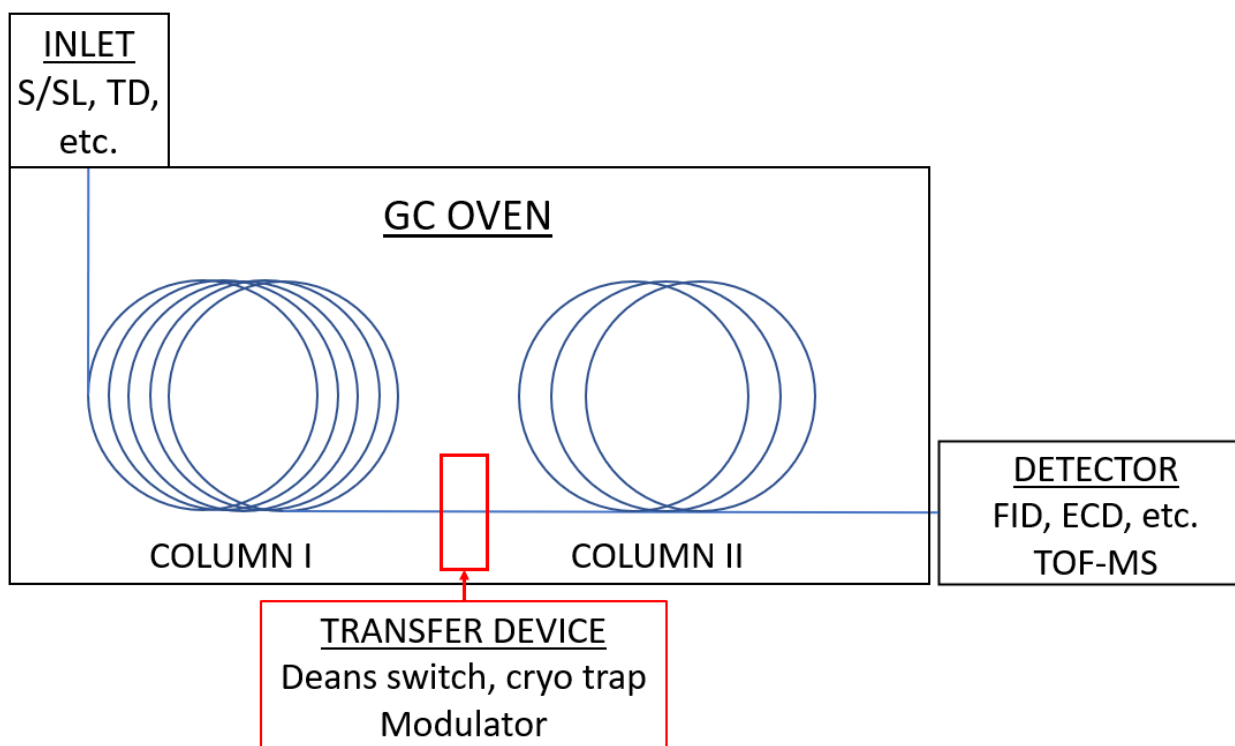 INLET
S/SL, TD,
etc.
GC OVEN
COLUMN I
COLUMN II
DETECTOR
FID, ECD, etc.
TOF-MS
TRANSFER DEVICE
Deans switch, cryo trap
Modulator